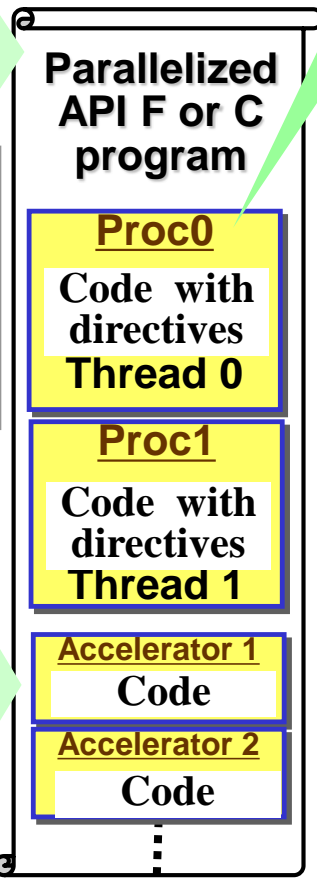 Parallelized
API F or C
program
Proc0
Code with
directives
Thread 0
Proc1
Code with
directives
Thread 1
Accelerator 1
Code
Accelerator 2
Code